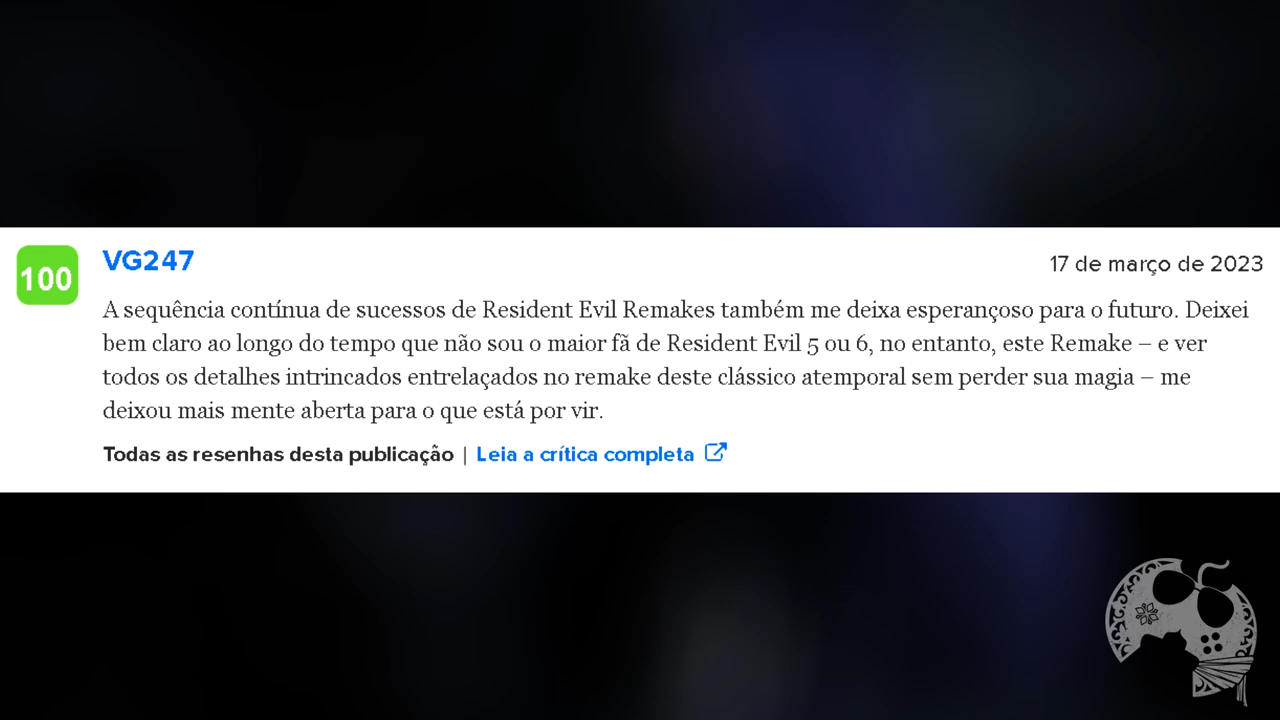 100
VG247
17 de março de 2023
A sequência contínua de sucessos de Resident Evil Remakes também me deixa esperançoso para o futuro. Deixei
bem claro ao longo do tempo que não sou o maior fã de Resident Evil 5 ou 6, no entanto, este Remake – e ver
todos os detalhes intrincados entrelaçados no remake deste clássico atemporal sem perder sua magia – me
deixou mais mente aberta para o que está por vir.
Todas as resenhas desta publicação | Leia a crítica completa